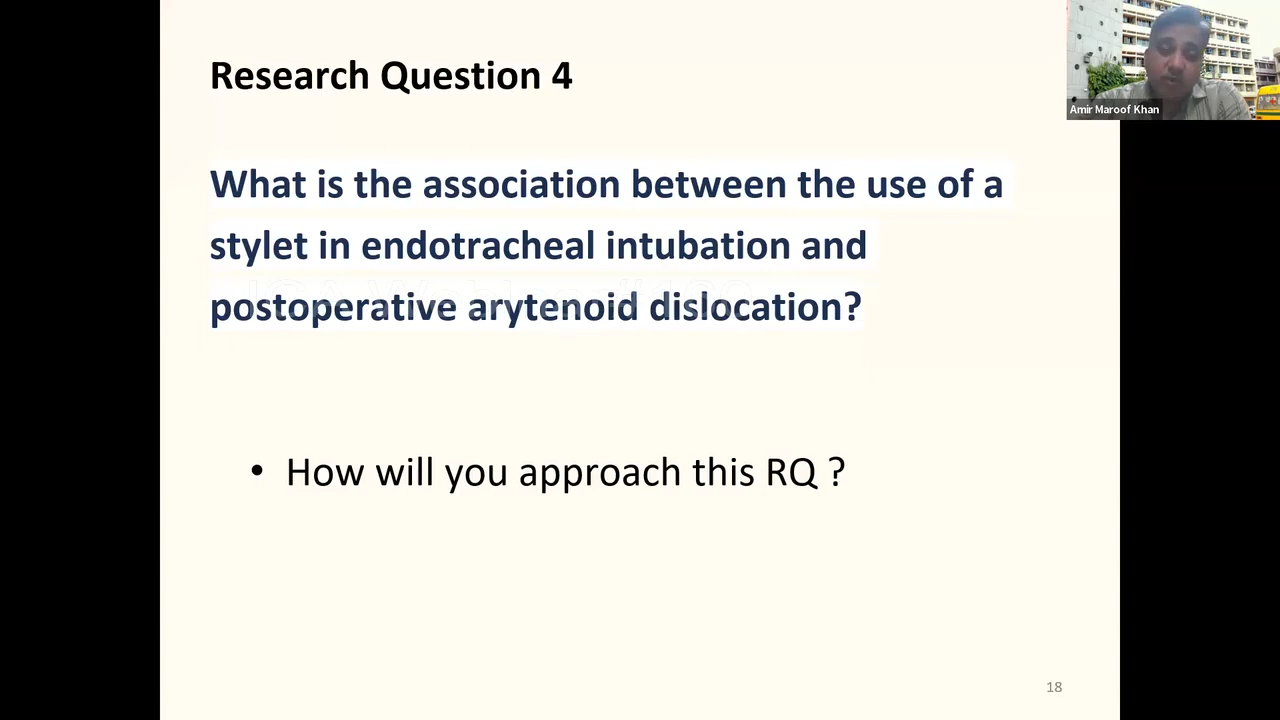 Research Question 4
Amir Maroof Khan
What is the association between the use of a
stylet in endotracheal intubation and
postoperative arytenoid dislocation?
• How will you approach this RQ ?
18